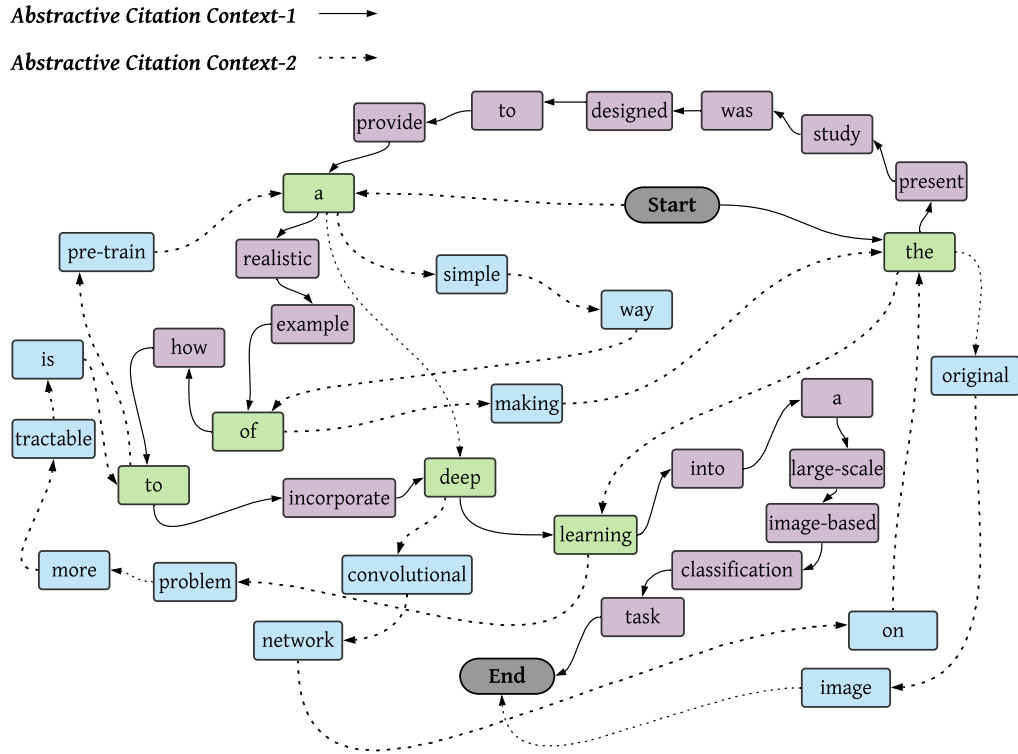 Abstractive Citation Context-1
Abstractive Citation Context-2
provide
to
designed
was
study
present
a
Start
the
pre-train
realistic
simple
way
example
how
is
original
making
a
of
tractable
into
large-scale
deep
to
incorporate
image-based
learning
more
problem
convolutional
classification
task
network
on
End
image